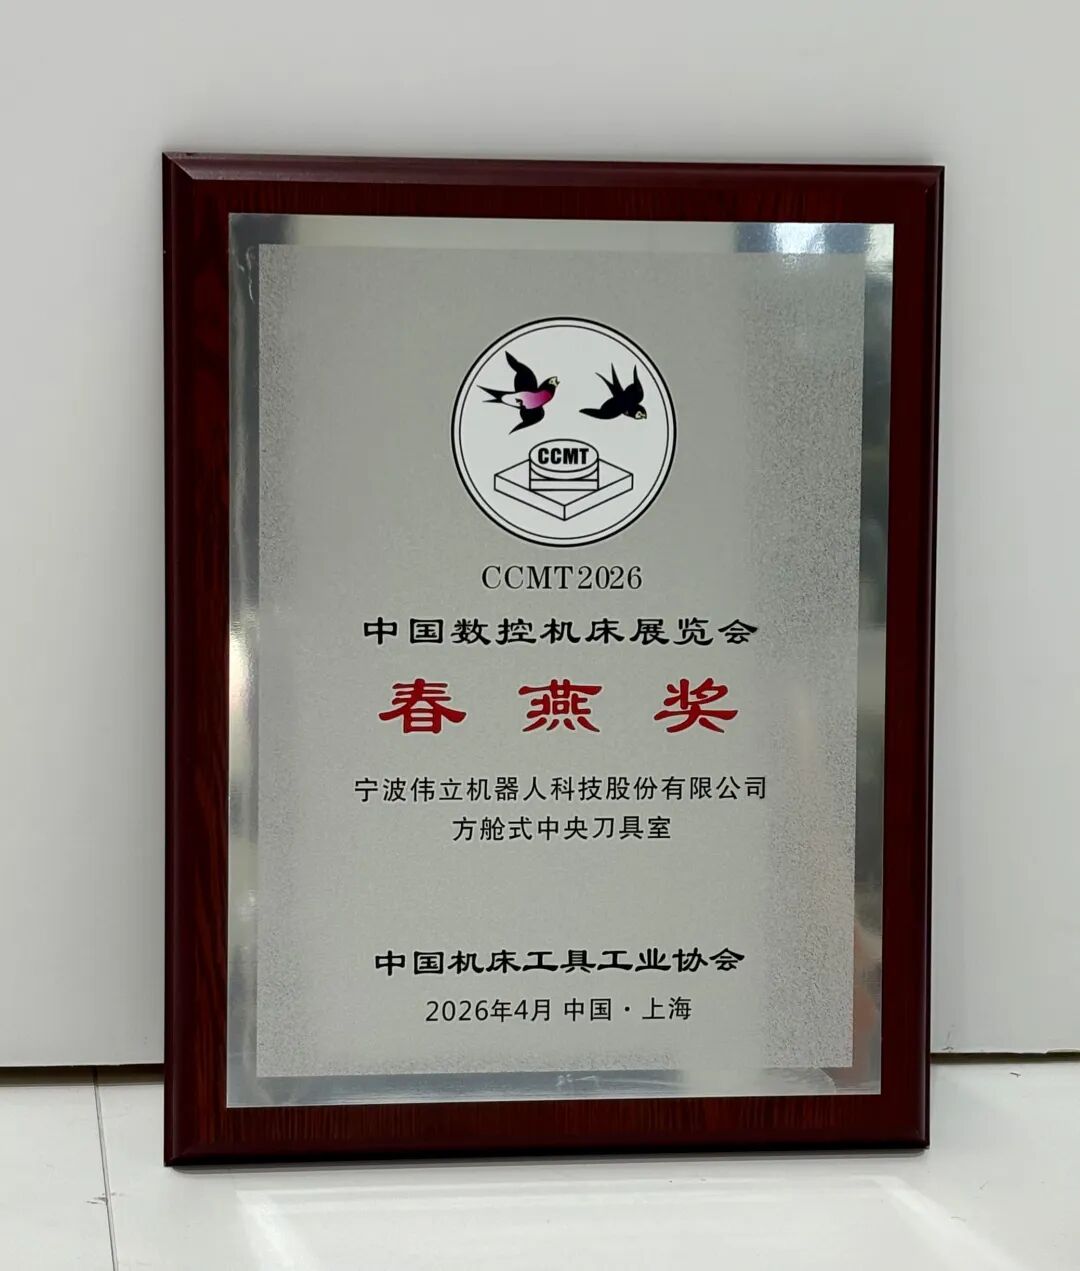 CCMT
CCMT2026
中国数控机床展览会
春燕奖
宁波伟立机器人科技股份有限公司
方舱式中央刀具室
中国机床工具工业协会
2026年4月 中国·上海